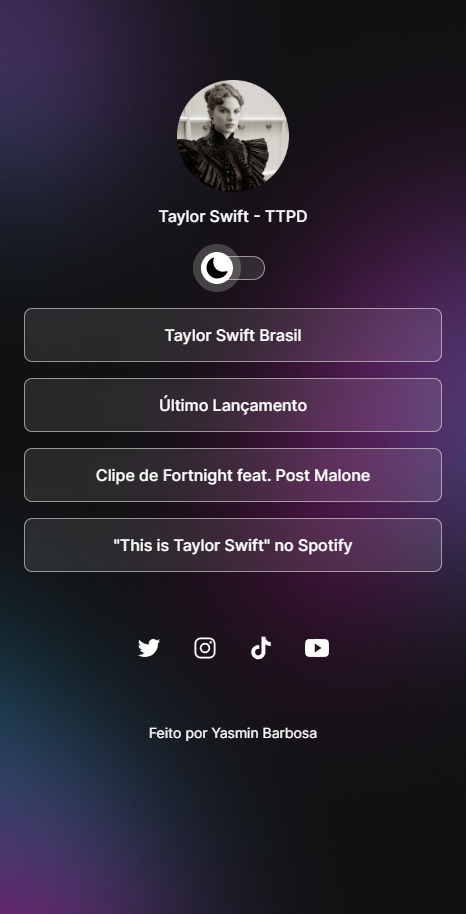 Taylor Swift - TTPD
Taylor Swift Brasil
Último Lançamento
Clipe de Fortnight feat. Post Malone
"This is Taylor Swift" no Spotify
Feito por Yasmin Barbosa